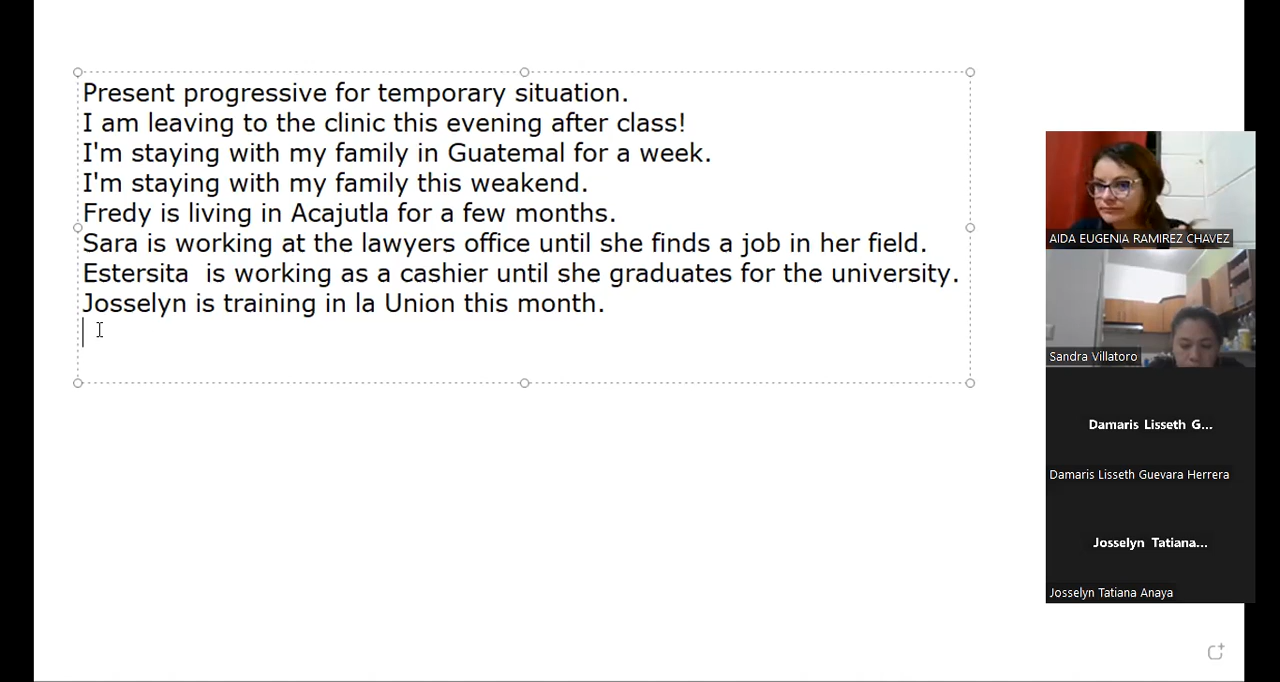 Present progressive for temporary situation.
I am leaving to the clinic this evening after class!
I'm staying with my family in Guatemal for a week.
I'm staying with my family this weakend.
Fredy is living in Acajutla for a few months.
Sara is working at the lawyers office until she finds a job in her field.
Estersita  is working as a cashier until she graduates for the university.
Josselyn is training in la Union this month.
AIDA EUGENIA RAMIREZ CHAVEZ
Sandra Villatoro
Damaris Lisseth G...
Damaris Lisseth Guevara Herrera
Josselyn Tatiana...
Josselyn Tatiana Anaya